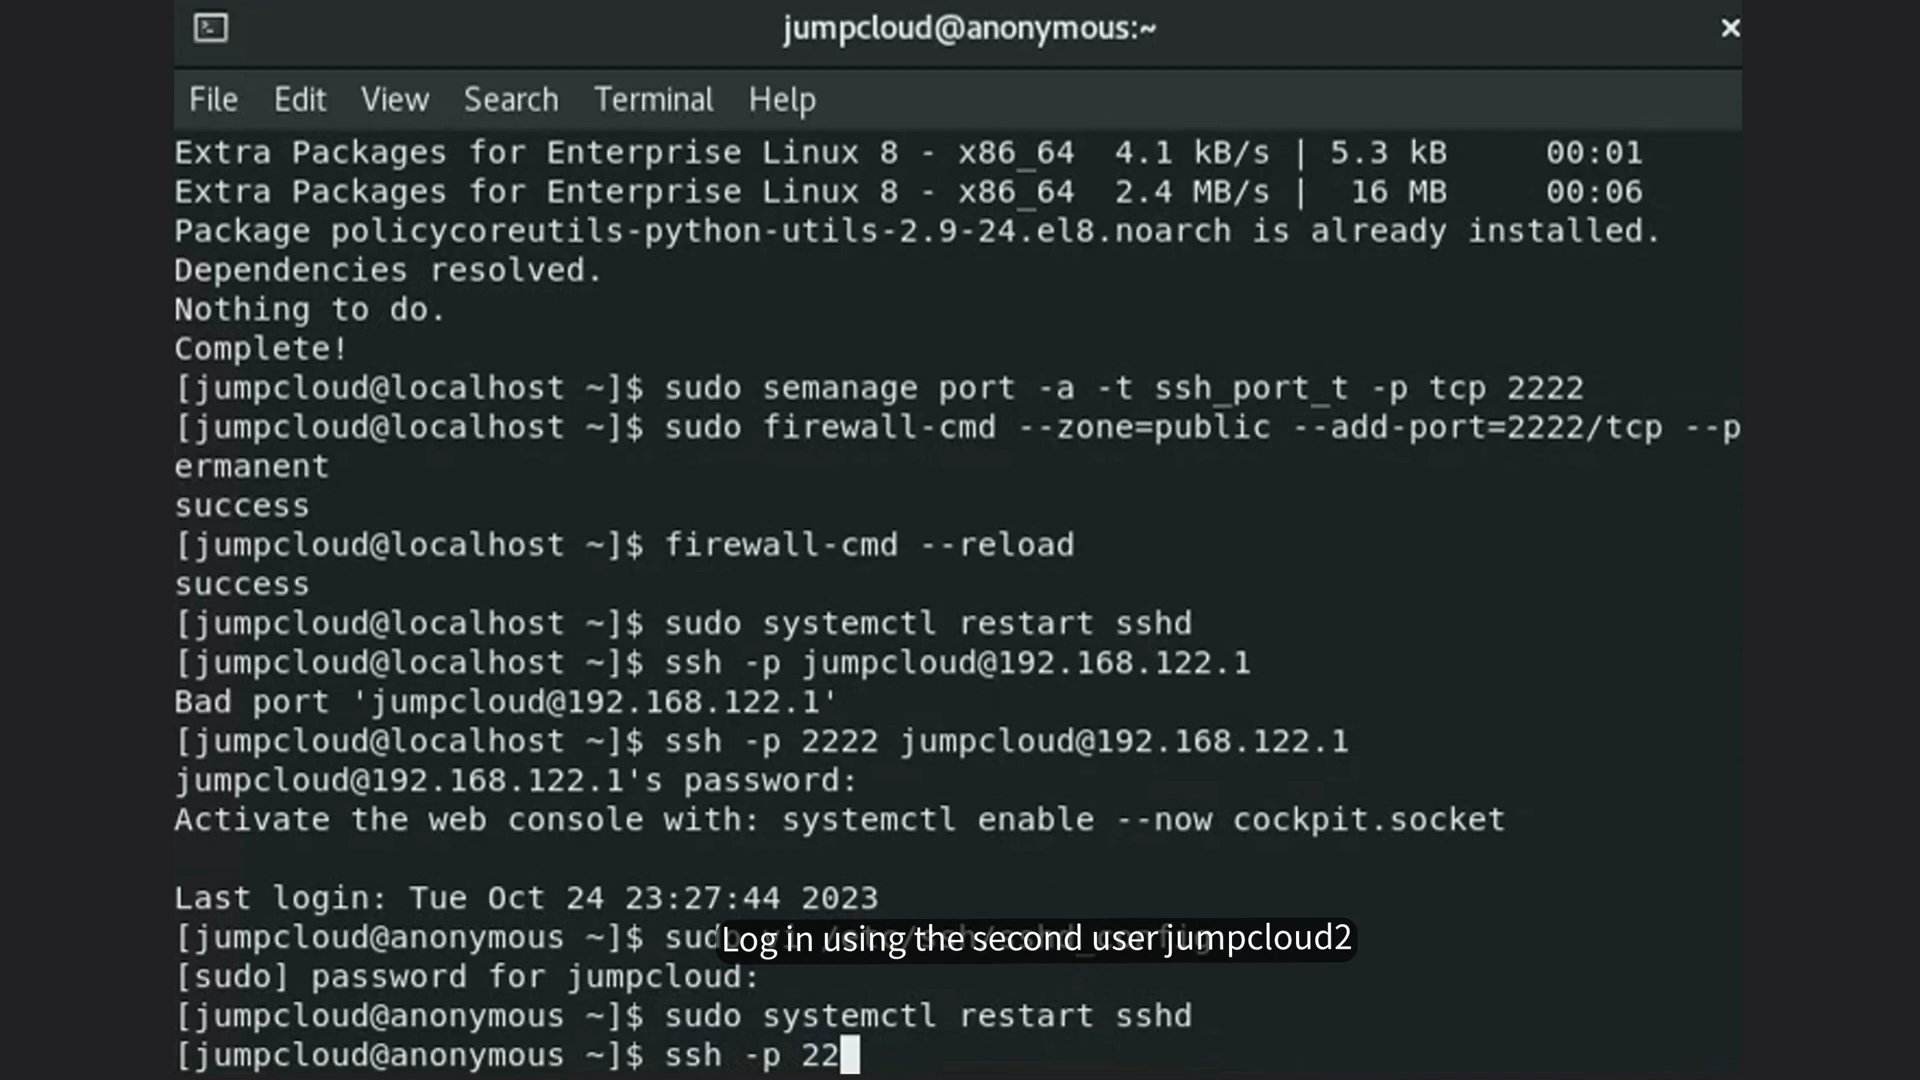 jumpcloud@anonymous:~ ×
File Edit View Search Terminal Help
Extra Packages for Enterprise Linux 8 - x86_64 4.1 kB/s | 5.3 kB 00:01
Extra Packages for Enterprise Linux 8 - x86_64 2.4 MB/s | 16 MB 00:06
Package policycoreutils-python-utils-2.9-24.el8.noarch is already installed.
Dependencies resolved.
Nothing to do.
Complete!
[jumpcloud@localhost ~]$ sudo semanage port -a -t ssh_port_t -p tcp 2222
[jumpcloud@localhost ~]$ sudo firewall-cmd --zone=public --add-port=2222/tcp --p
ermanent
success
[jumpcloud@localhost ~]$ firewall-cmd --reload
success
[jumpcloud@localhost ~]$ sudo systemctl restart sshd
[jumpcloud@localhost ~]$ ssh -p jumpcloud@192.168.122.1
Bad port 'jumpcloud@192.168.122.1'
[jumpcloud@localhost ~]$ ssh -p 2222 jumpcloud@192.168.122.1
jumpcloud@192.168.122.1's password:
Activate the web console with: systemctl enable --now cockpit.socket
Last login: Tue Oct 24 23:27:44 2023
[jumpcloud@anonymous ~]$ sudo
Log in using the second user jumpcloud2
[sudo] password for jumpcloud:
[jumpcloud@anonymous ~]$ sudo systemctl restart sshd
[jumpcloud@anonymous ~]$ ssh -p 22